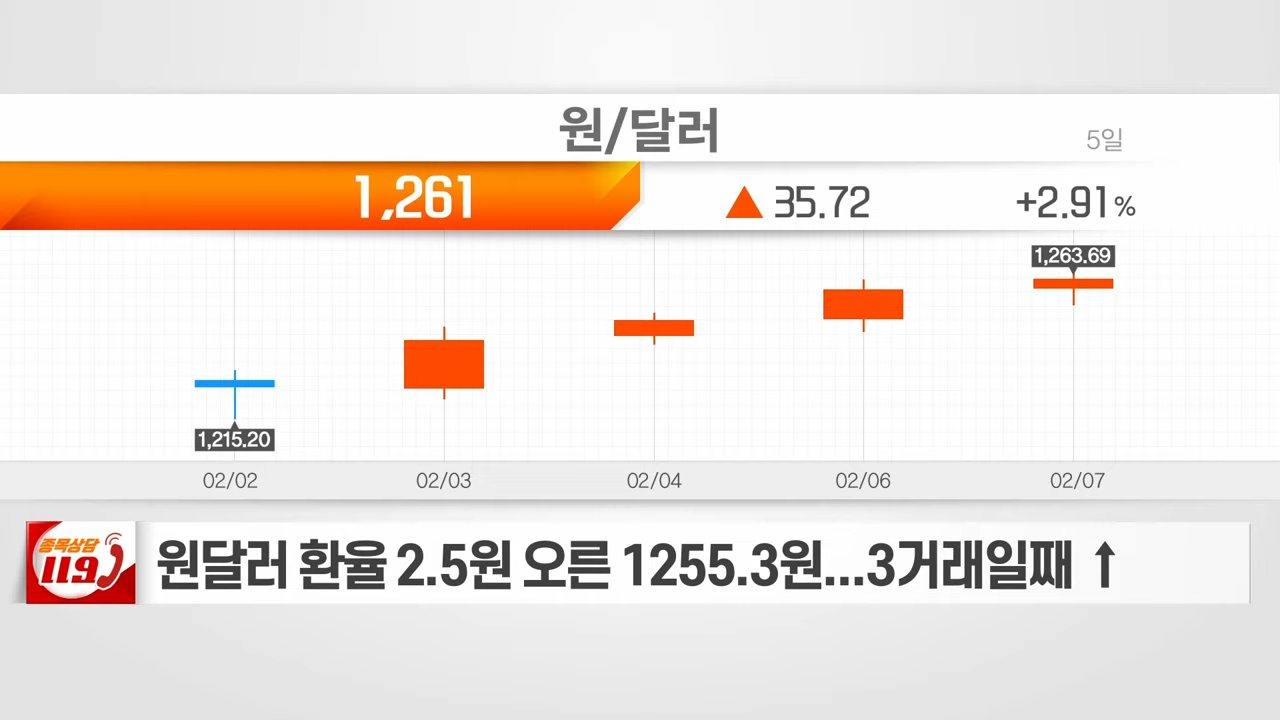 원/달러
5일
1,261 ▲ 35.72 +2.91%
1,263.69
1,215.20
02/02 02/03 02/04 02/06 02/07
종목상담
119
원달러 환율 2.5원 오른 1255.3원...3거래일째 ↑